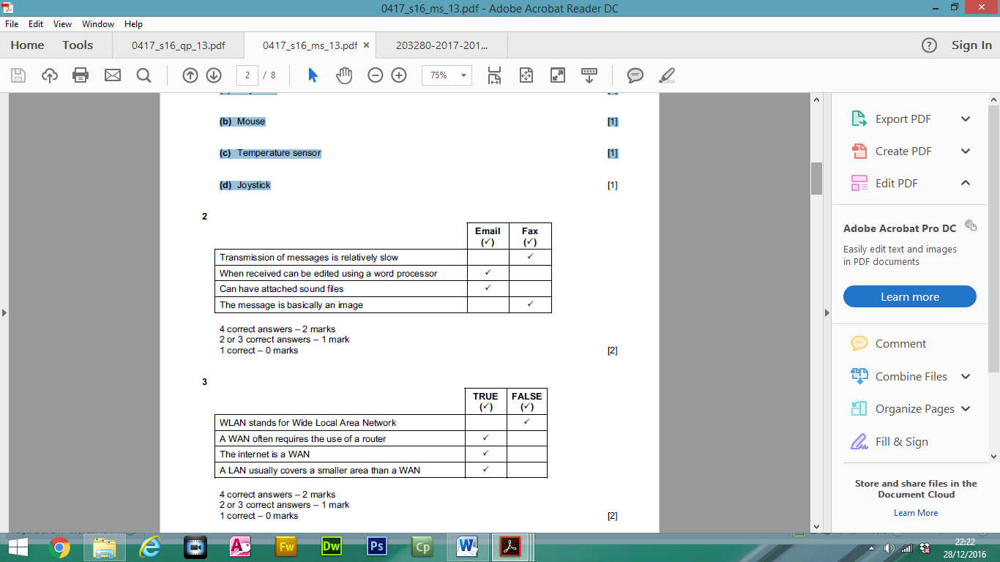 0417_s16_ms_13.pdf - Adobe Acrobat Reader DC
File Edit View Window Help
Home Tools 0417_s16_qp_13.pdf 0417_s16_ms_13.pdf × 203280-2017-201... ? Sign In
2 / 8 75%
(b) Mouse [1]
(c) Temperature sensor [1]
(d) Joystick [1]
2
Email Fax
(✓) (✓)
Transmission of messages is relatively slow ✓
When received can be edited using a word processor ✓
Can have attached sound files ✓
The message is basically an image ✓
4 correct answers – 2 marks
2 or 3 correct answers – 1 mark
1 correct – 0 marks [2]
3
TRUE FALSE
(✓) (✓)
WLAN stands for Wide Local Area Network ✓
A WAN often requires the use of a router ✓
The internet is a WAN ✓
A LAN usually covers a smaller area than a WAN ✓
4 correct answers – 2 marks
2 or 3 correct answers – 1 mark
1 correct – 0 marks [2]
Export PDF
Create PDF
Edit PDF
Adobe Acrobat Pro DC
Easily edit text and images
in PDF documents
Learn more
Comment
Combine Files
Organize Pages
Fill & Sign
Store and share files in the
Document Cloud
Learn More
Fw Dw Ps Cp
22:22
28/12/2016